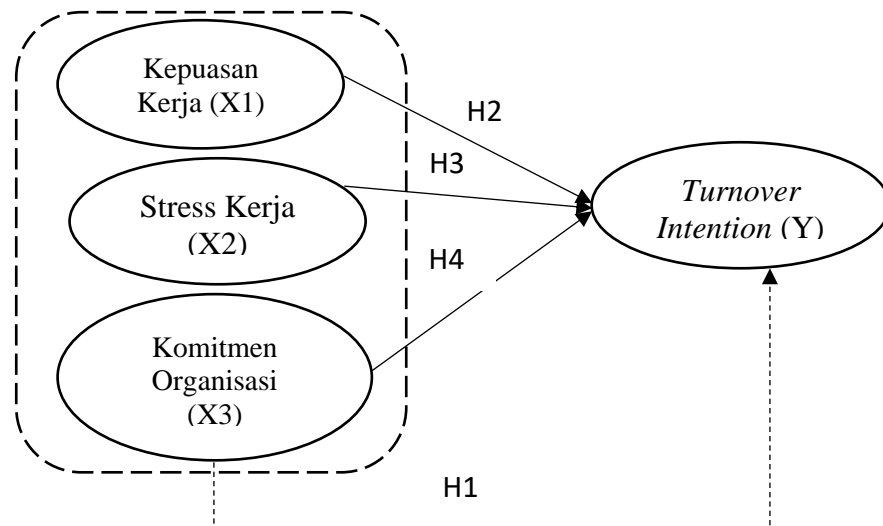 Kepuasan
Kerja (X1)
H2
H3
Stress Kerja
(X2)
Turnover
Intention (Y)
H4
Komitmen
Organisasi
(X3)
H1